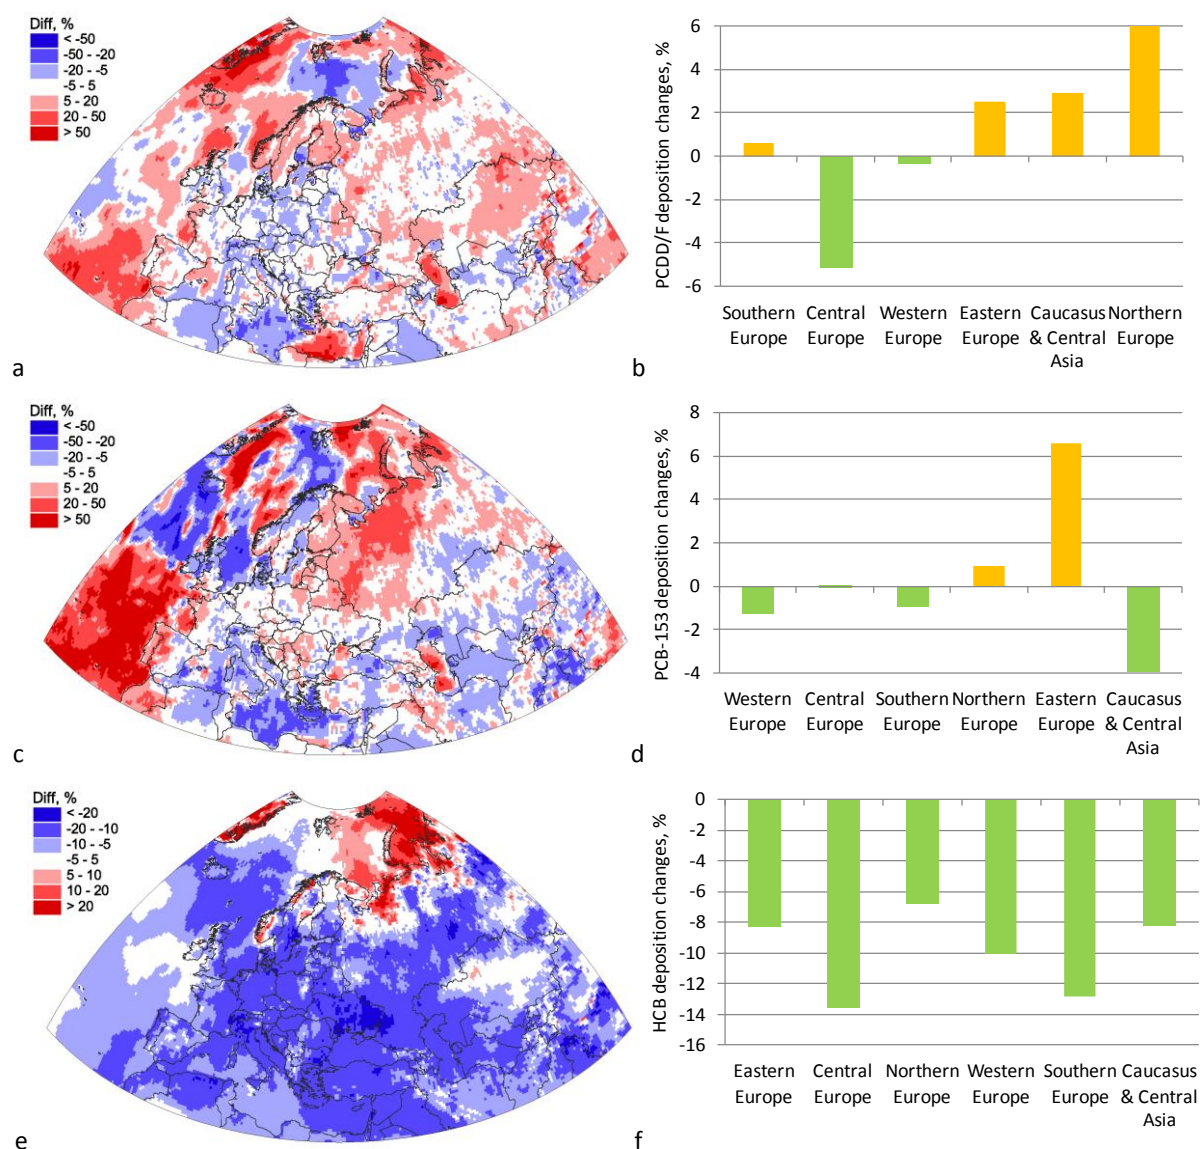 Diff, %
< -50
-50 - -20
-20 - -5
-5 - 5
5 - 20
20 - 50
> 50
a
PCDD/F deposition changes, %
6
4
2
0
-2
-4
-6
Southern Europe
Central Europe
Western Europe
Eastern Europe
Caucasus & Central Asia
Northern Europe
b
Diff, %
< -50
-50 - -20
-20 - -5
-5 - 5
5 - 20
20 - 50
> 50
c
PCB-153 deposition changes, %
8
6
4
2
0
-2
-4
Western Europe
Central Europe
Southern Europe
Northern Europe
Eastern Europe
Caucasus & Central Asia
d
Diff, %
< -20
-20 - -10
-10 - -5
-5 - 5
5 - 10
10 - 20
> 20
e
HCB deposition changes, %
0
-2
-4
-6
-8
-10
-12
-14
-16
Eastern Europe
Central Europe
Northern Europe
Western Europe
Southern Europe
Caucasus & Central Asia
f